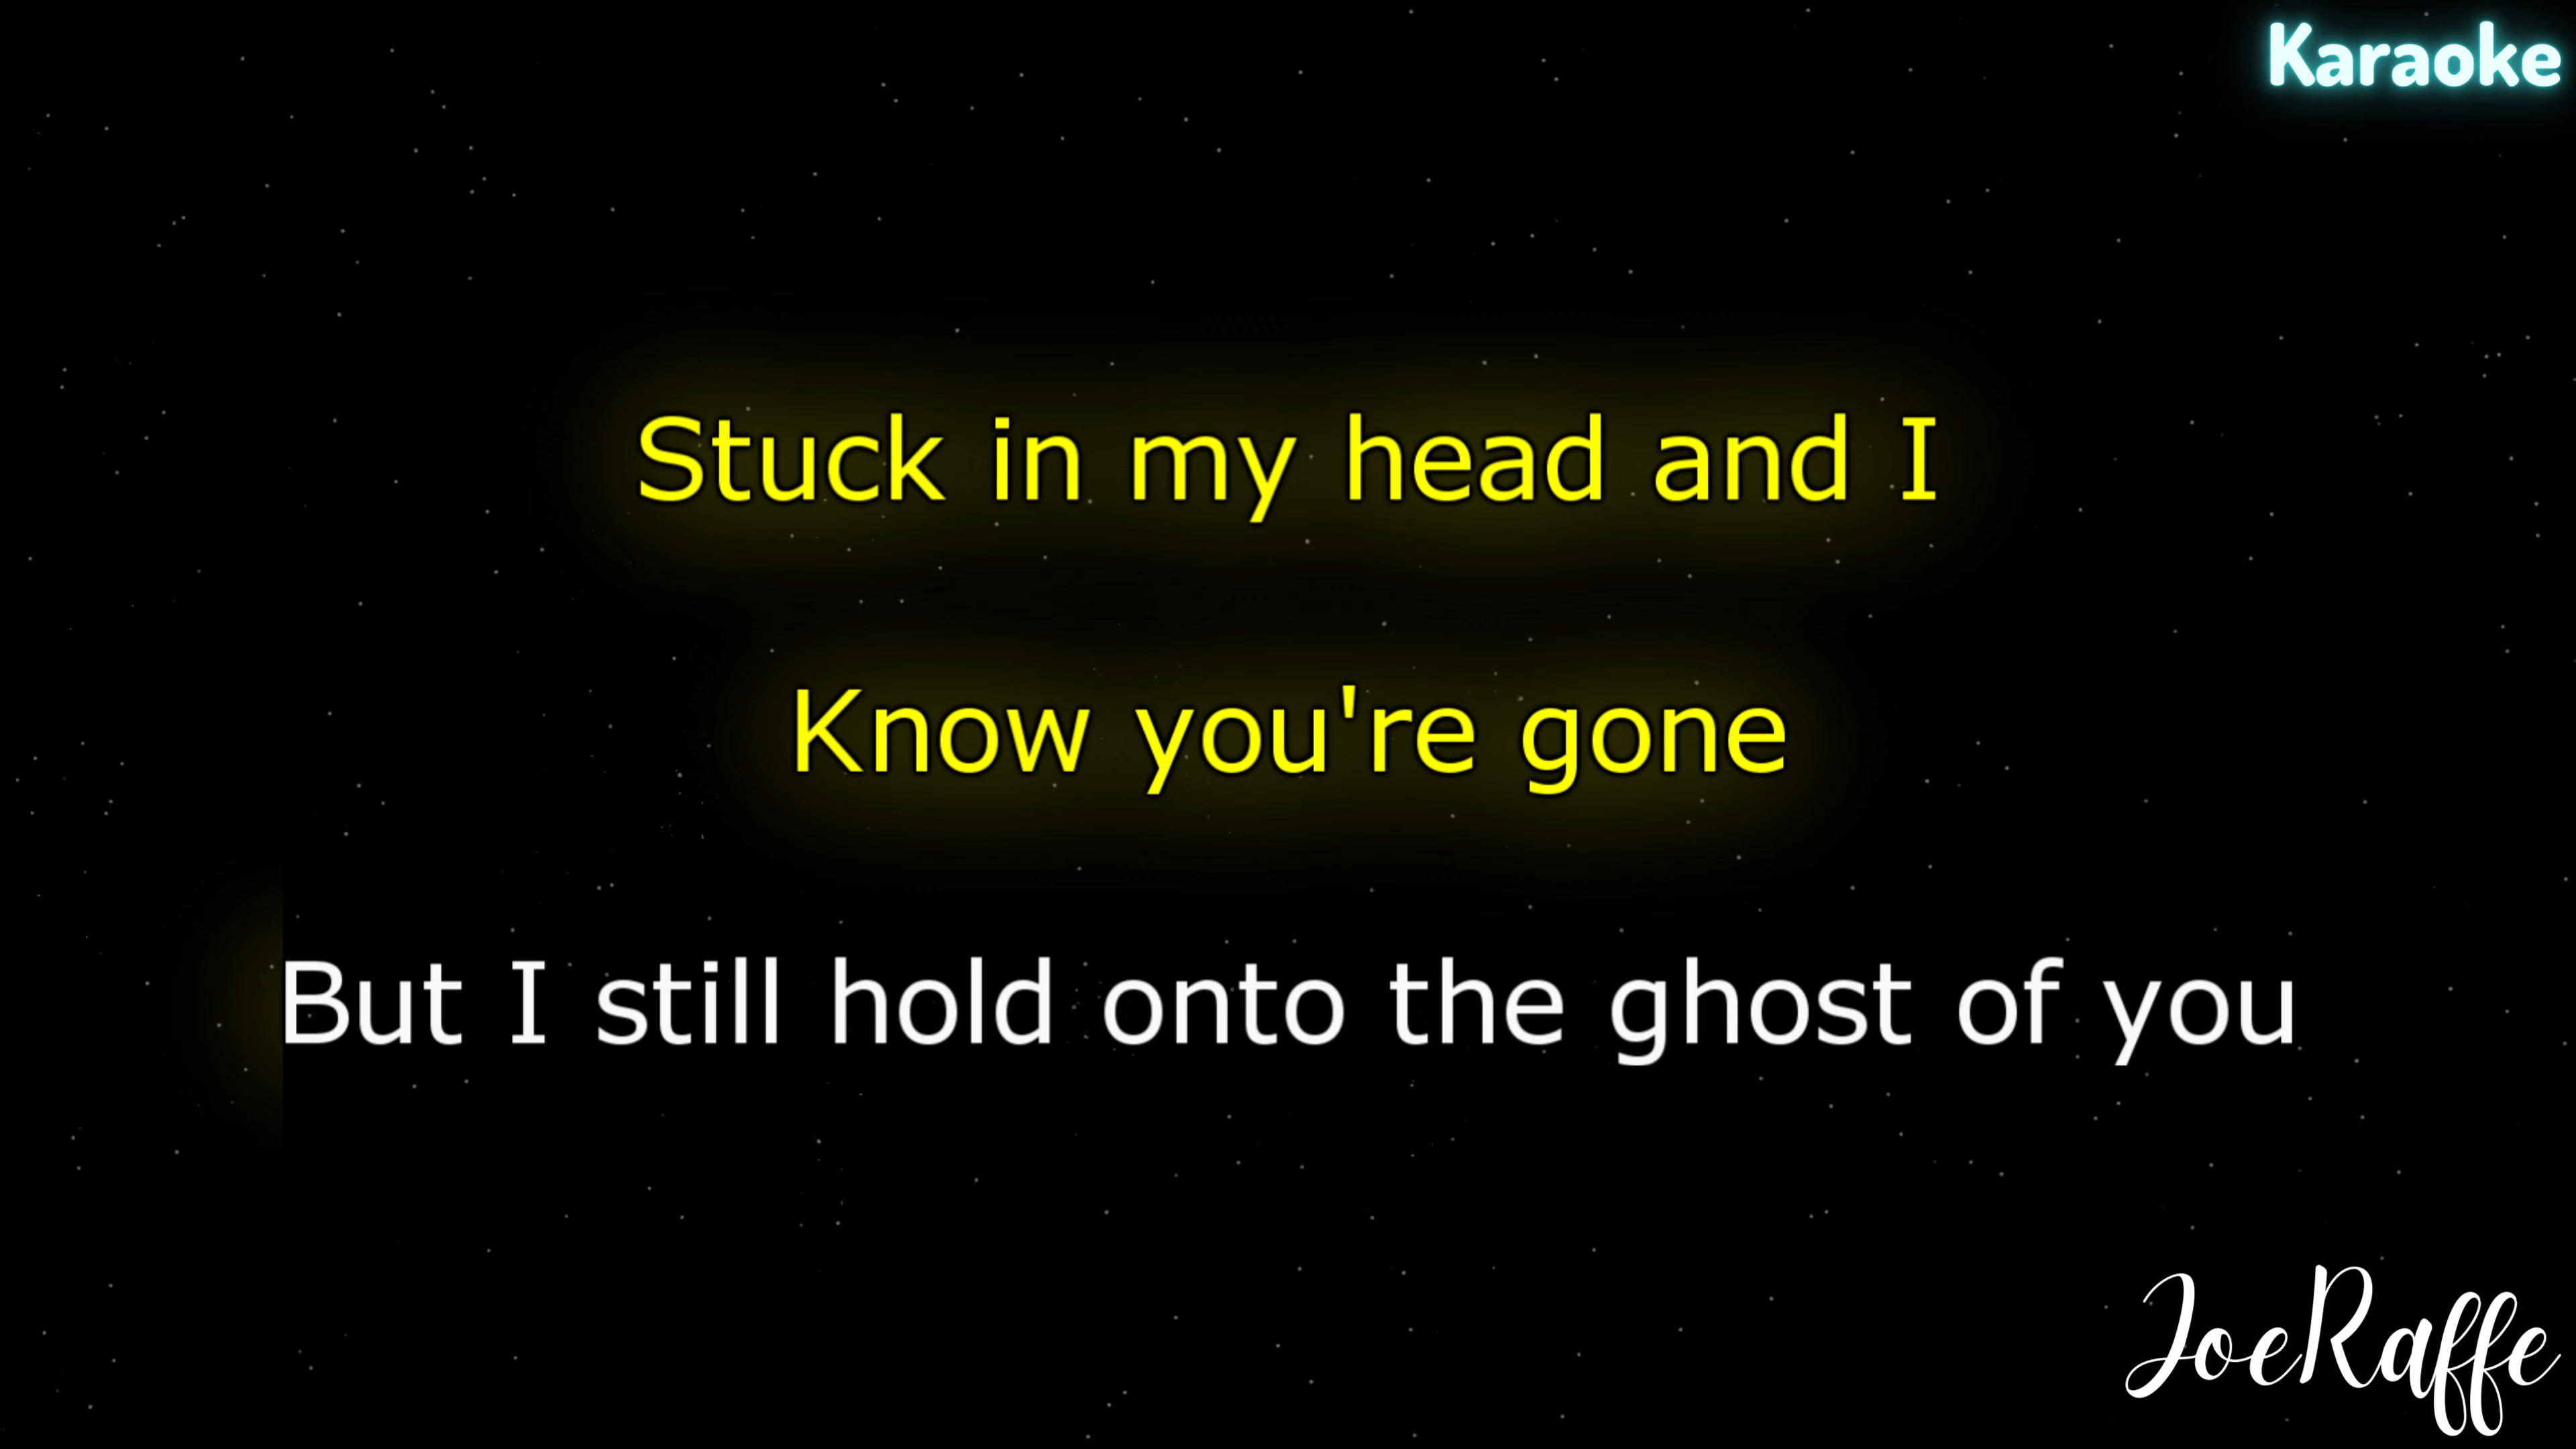 Karaoke
Stuck in my head and I
Know you're gone
But I still hold onto the ghost of you
JoeRaffe